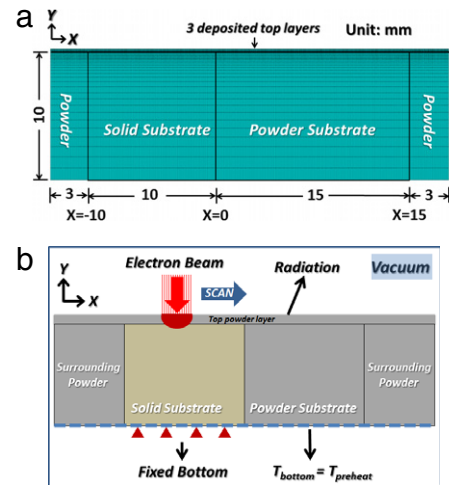 a
Y
X
3 deposited top layers
Unit: mm
10
Powder
Solid Substrate
Powder Substrate
Powder
3
10
15
3
X=-10
X=0
X=15
b
Y
X
Electron Beam
SCAN
Radiation
Vacuum
Top powder layer
Surrounding
Powder
Solid Substrate
Powder Substrate
Surrounding
Powder
Fixed Bottom
Tbottom = Tpreheat